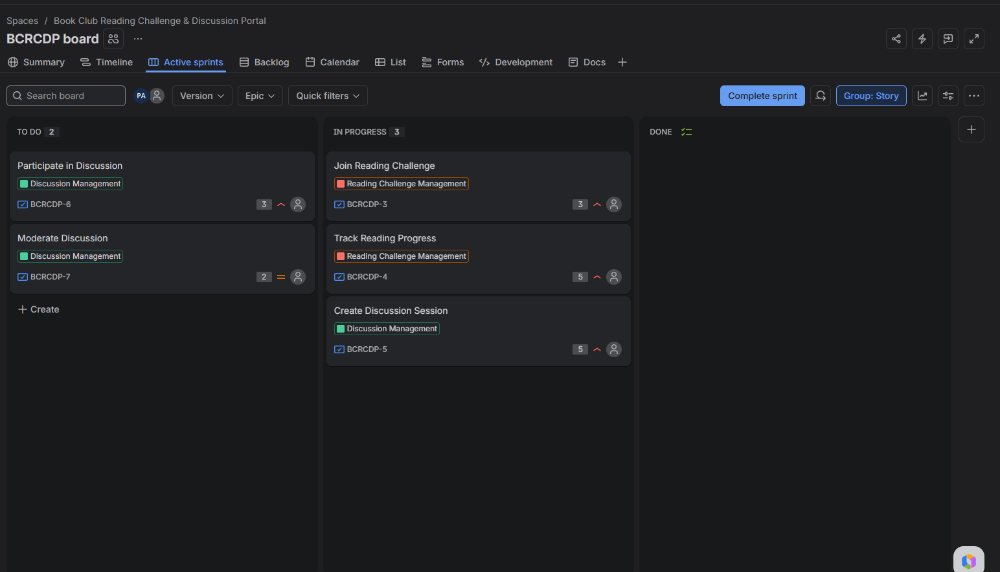 Spaces / Book Club Reading Challenge & Discussion Portal
BCRCDP board
Summary Timeline Active sprints Backlog Calendar List Forms Development Docs
Search board PA Version Epic Quick filters Complete sprint Group: Story
TO DO 2
Participate in Discussion
Discussion Management
BCRCDP-6 3
Moderate Discussion
Discussion Management
BCRCDP-7 2
Create
IN PROGRESS 3
Join Reading Challenge
Reading Challenge Management
BCRCDP-3 3
Track Reading Progress
Reading Challenge Management
BCRCDP-4 5
Create Discussion Session
Discussion Management
BCRCDP-5 5
DONE